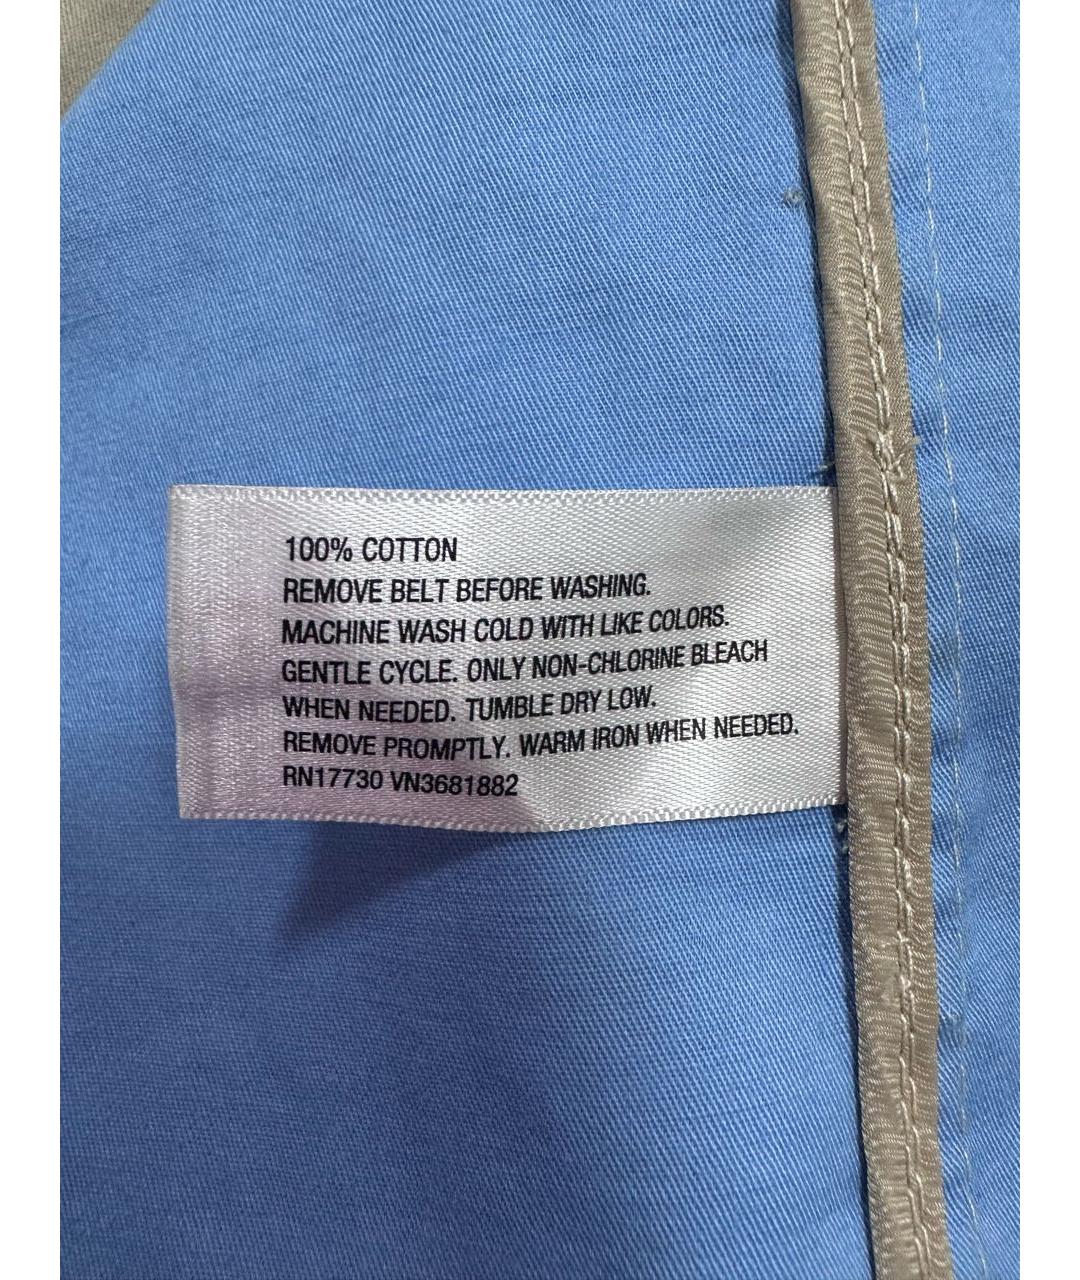 100% COTTON
REMOVE BELT BEFORE WASHING.
MACHINE WASH COLD WITH LIKE COLORS.
GENTLE CYCLE. ONLY NON-CHLORINE BLEACH
WHEN NEEDED. TUMBLE DRY LOW.
REMOVE PROMPTLY. WARM IRON WHEN NEEDED.
RN17730 VN3681882